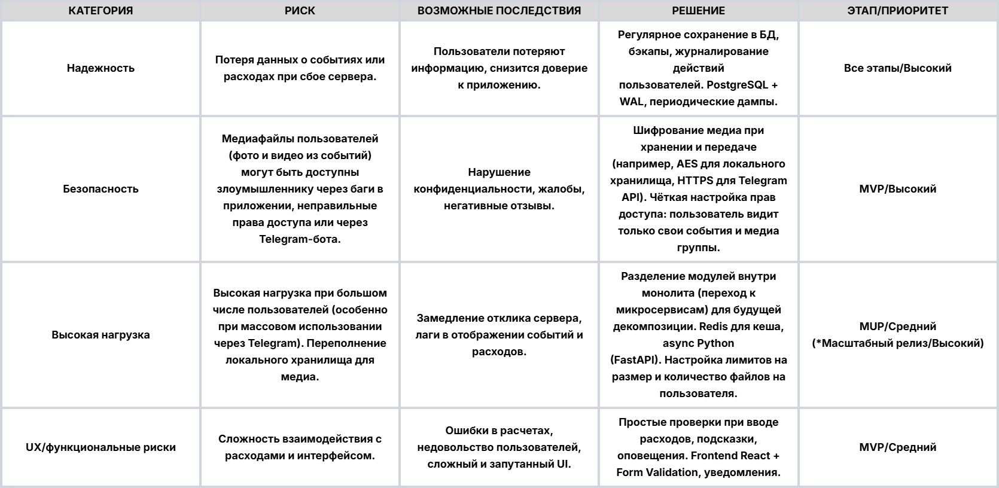 КАТЕГОРИЯ
РИСК
ВОЗМОЖНЫЕ ПОСЛЕДСТВИЯ
РЕШЕНИЕ
ЭТАП/ПРИОРИТЕТ
Надежность
Потеря данных о событиях или
расходах при сбое сервера.
Пользователи потеряют
информацию, снизится доверие
к приложению.
Регулярное сохранение в БД,
бэкапы, журналирование
действий
пользователей. PostgreSQL +
WAL, периодические дампы.
Все этапы/Высокий
Безопасность
Медиафайлы пользователей
(фото и видео из событий)
могут быть доступны
злоумышленнику через баги в
приложении, неправильные
права доступа или через
Telegram-бота.
Нарушение
конфиденциальности, жалобы,
негативные отзывы.
Шифрование медиа при
хранении и передаче
(например, AES для локального
хранилища, HTTPS для Telegram
API). Чёткая настройка прав
доступа: пользователь видит
только свои события и медиа
группы.
MVP/Высокий
Высокая нагрузка
Высокая нагрузка при большом
числе пользователей (особенно
при массовом использовании
через Telegram). Переполнение
локального хранилища для
медиа.
Замедление отклика сервера,
лаги в отображении событий и
расходов.
Разделение модулей внутри
монолита (переход к
микросервисам) для будущей
декомпозиции. Redis для кеша,
async Python
(FastAPI). Настройка лимитов на
размер и количество файлов на
пользователя.
MUP/Средний
(*Масштабный релиз/Высокий)
UX/функциональные риски
Сложность взаимодействия с
расходами и интерфейсом.
Ошибки в расчетах,
недовольство пользователей,
сложный и запутанный UI.
Простые проверки при вводе
расходов, подсказки,
оповещения. Frontend React +
Form Validation, уведомления.
MVP/Средний